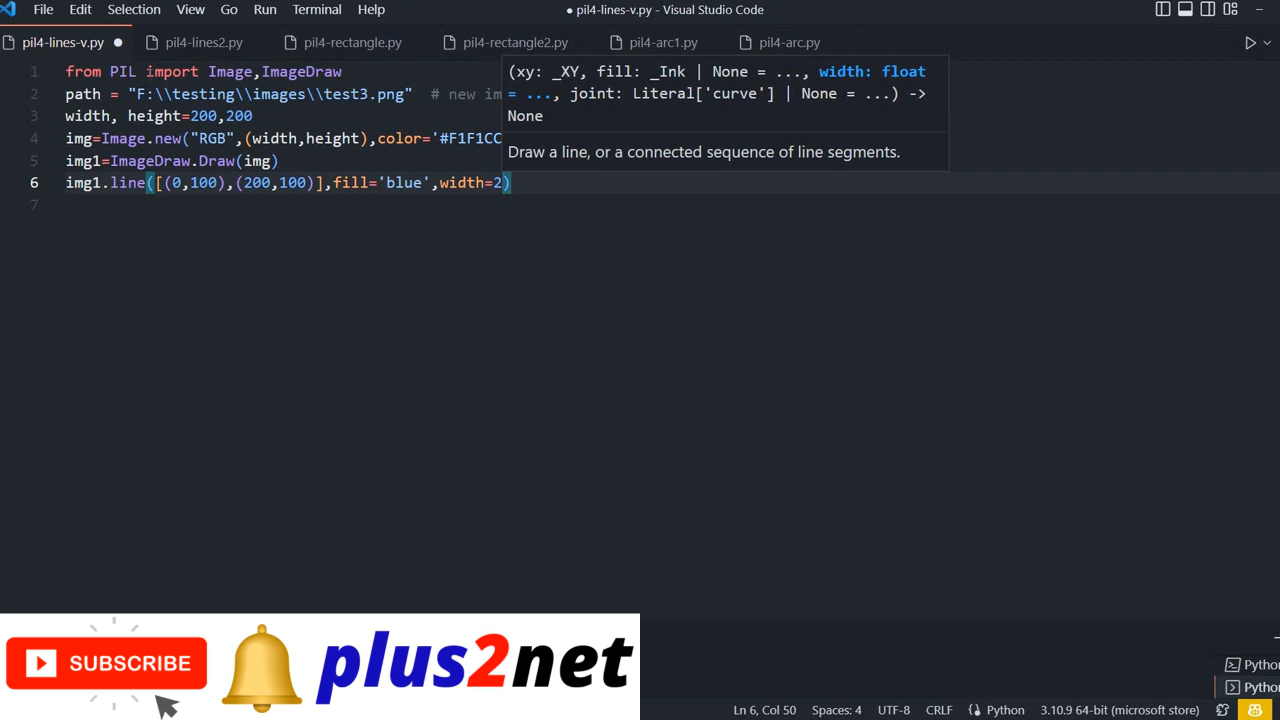 File Edit Selection View Go Run Terminal Help
● pil4-lines-v.py - Visual Studio Code
pil4-lines-v.py ● pil4-lines2.py pil4-rectangle.py pil4-rectangle2.py pil4-arc1.py pil4-arc.py
1 from PIL import Image,ImageDraw
2 path = "F:\\testing\\images\\test3.png" # new im
3 width, height=200,200
4 img=Image.new("RGB",(width,height),color='#F1F1CC
5 img1=ImageDraw.Draw(img)
6 img1.line([(0,100),(200,100)],fill='blue',width=2)
7
(xy: _XY, fill: _Ink | None = ..., width: float
= ..., joint: Literal['curve'] | None = ...) ->
None
Draw a line, or a connected sequence of line segments.
SUBSCRIBE
plus2net
Python
Python
Ln 6, Col 50 Spaces: 4 UTF-8 CRLF Python 3.10.9 64-bit (microsoft store)